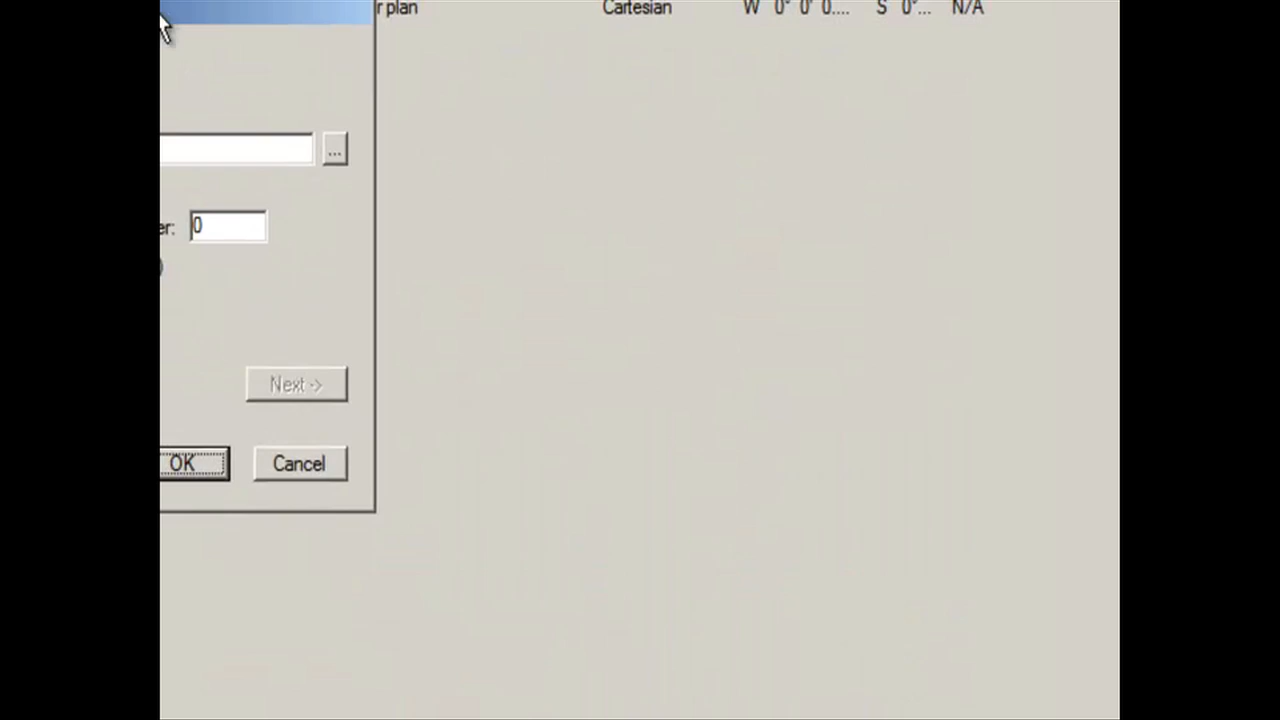 r plan Cartesian W 0° 0' 0.... S 0°... N/A
...
er: 0
Next ->
OK Cancel